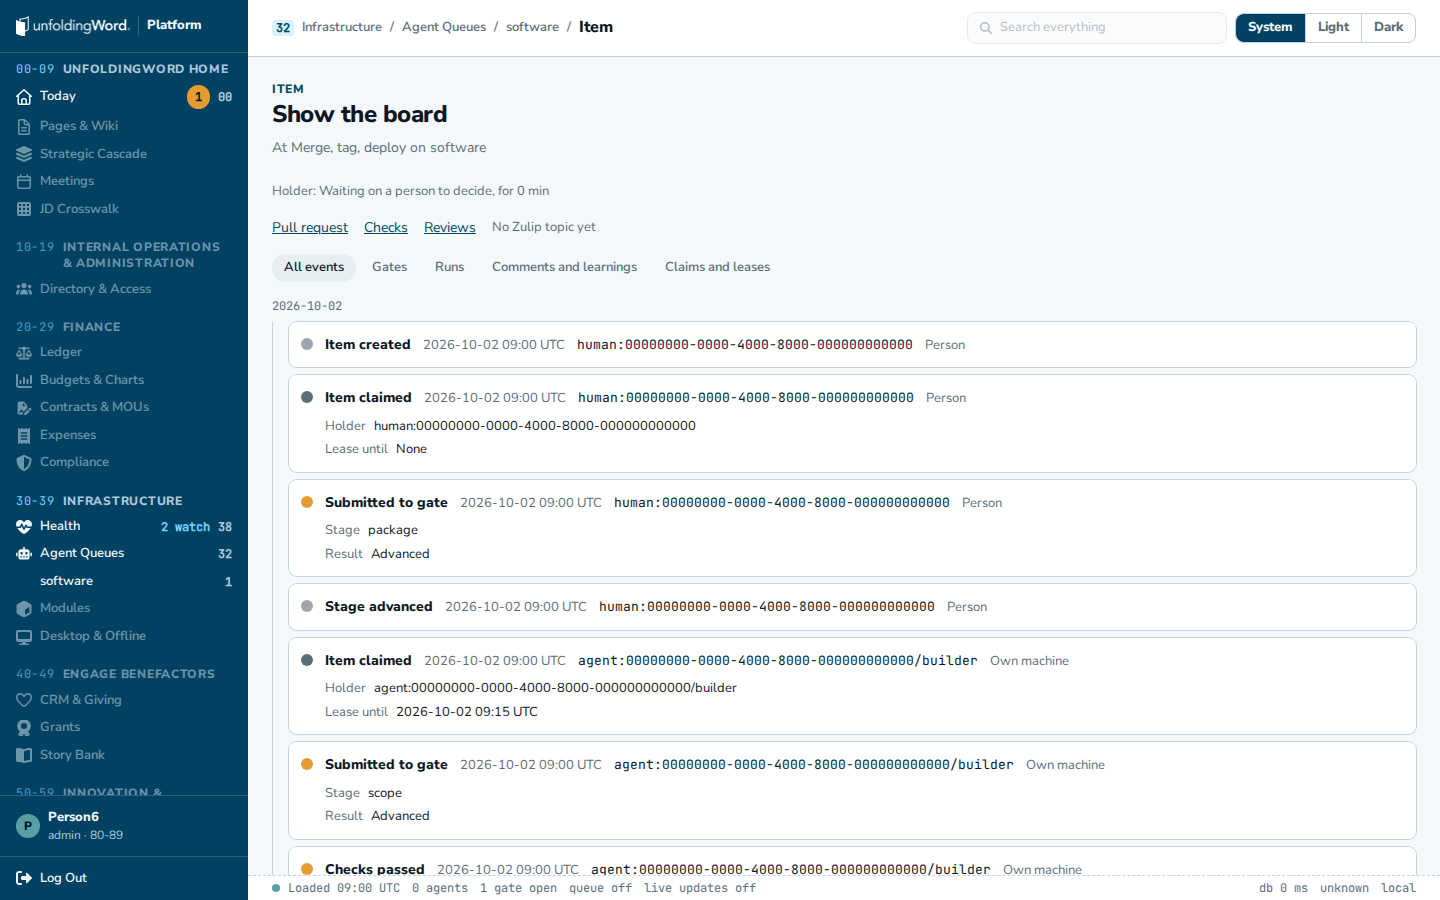 unfoldingWord Platform
00-09 UNFOLDINGWORD HOME
Today 1 00
Pages & Wiki
Strategic Cascade
Meetings
JD Crosswalk
10-19 INTERNAL OPERATIONS
& ADMINISTRATION
Directory & Access
20-29 FINANCE
Ledger
Budgets & Charts
Contracts & MOUs
Expenses
Compliance
30-39 INFRASTRUCTURE
Health 2 watch 38
Agent Queues 32
software 1
Modules
Desktop & Offline
40-49 ENGAGE BENEFACTORS
CRM & Giving
Grants
Story Bank
50-59 INNOVATION &
P
Person6
admin · 80-89
Log Out
32 Infrastructure / Agent Queues / software / Item
Search everything
System Light Dark
ITEM
Show the board
At Merge, tag, deploy on software
Holder: Waiting on a person to decide, for 0 min
Pull request Checks Reviews No Zulip topic yet
All events Gates Runs Comments and learnings Claims and leases
2026-10-02
Item created 2026-10-02 09:00 UTC human:00000000-0000-4000-8000-000000000000 Person
Item claimed 2026-10-02 09:00 UTC human:00000000-0000-4000-8000-000000000000 Person
Holder human:00000000-0000-4000-8000-000000000000
Lease until None
Submitted to gate 2026-10-02 09:00 UTC human:00000000-0000-4000-8000-000000000000 Person
Stage package
Result Advanced
Stage advanced 2026-10-02 09:00 UTC human:00000000-0000-4000-8000-000000000000 Person
Item claimed 2026-10-02 09:00 UTC agent:00000000-0000-4000-8000-000000000000/builder Own machine
Holder agent:00000000-0000-4000-8000-000000000000/builder
Lease until 2026-10-02 09:15 UTC
Submitted to gate 2026-10-02 09:00 UTC agent:00000000-0000-4000-8000-000000000000/builder Own machine
Stage scope
Result Advanced
Checks passed 2026-10-02 09:00 UTC agent:00000000-0000-4000-8000-000000000000/builder Own machine
Loaded 09:00 UTC 0 agents 1 gate open queue off live updates off
db 0 ms unknown local